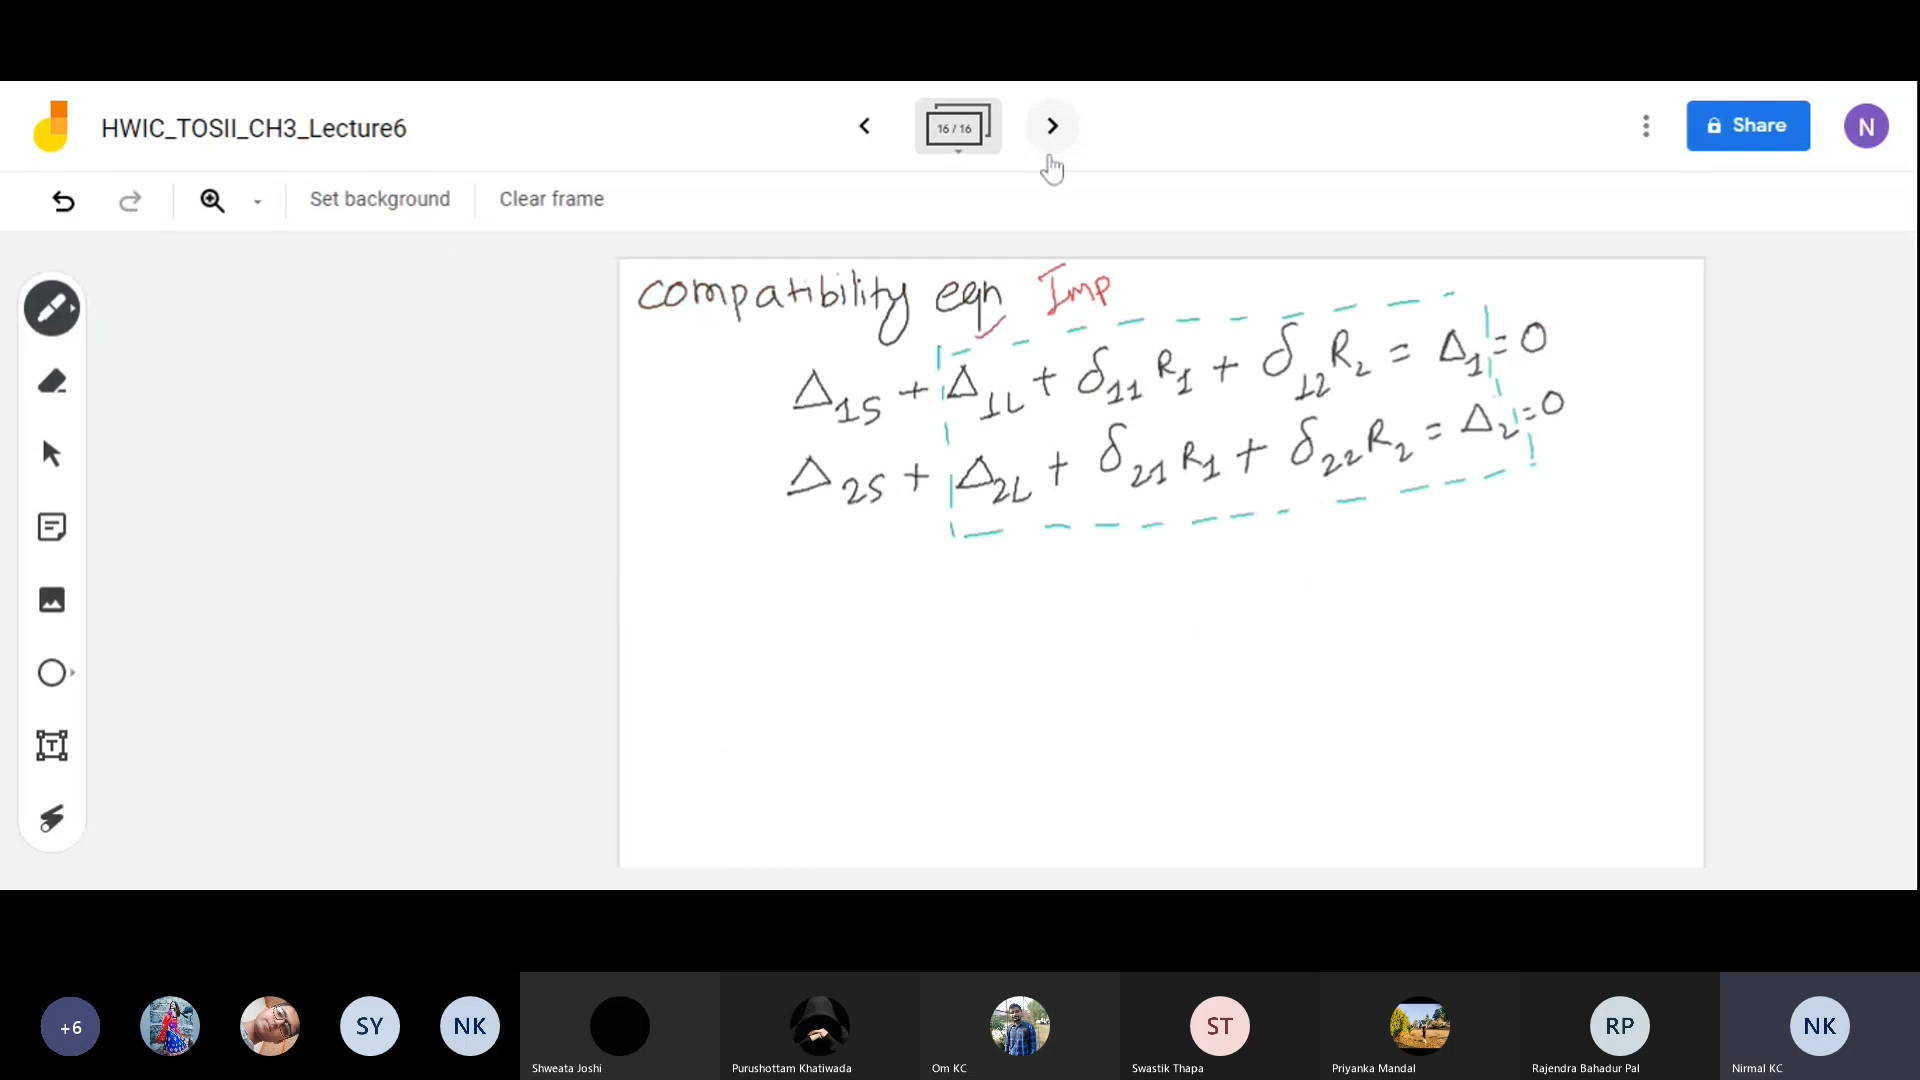 HWIC_TOSII_CH3_Lecture6
16 / 16
Share
N
Set background
Clear frame
compatibility eqn Imp
Δ₁S + Δ₁L + δ₁₁ R₁ + δ₁₂ R₂ = Δ₁ = 0
Δ₂S + Δ₂L + δ₂₁ R₁ + δ₂₂ R₂ = Δ₂ = 0
T
+6
SY
NK
ST
RP
NK
Shweata Joshi
Purushottam Khatiwada
Om KC
Swastik Thapa
Priyanka Mandal
Rajendra Bahadur Pal
Nirmal KC